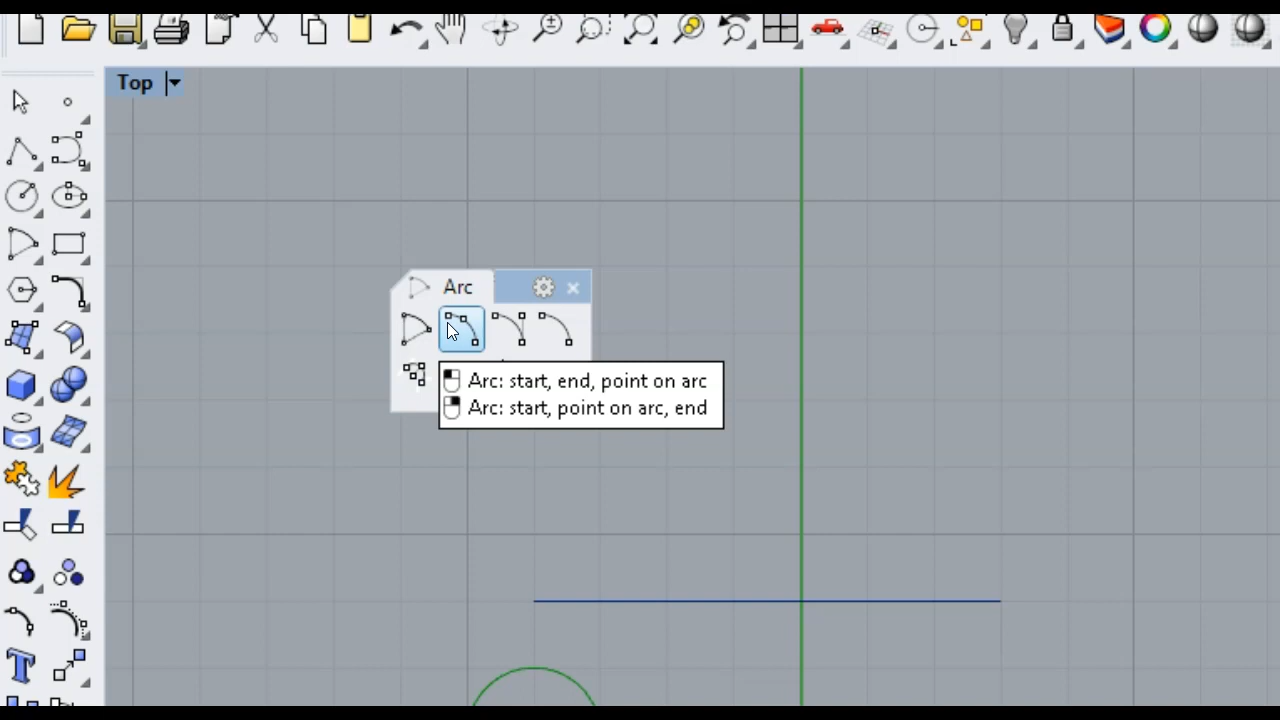 Top
Arc
Arc: start, end, point on arc
Arc: start, point on arc, end